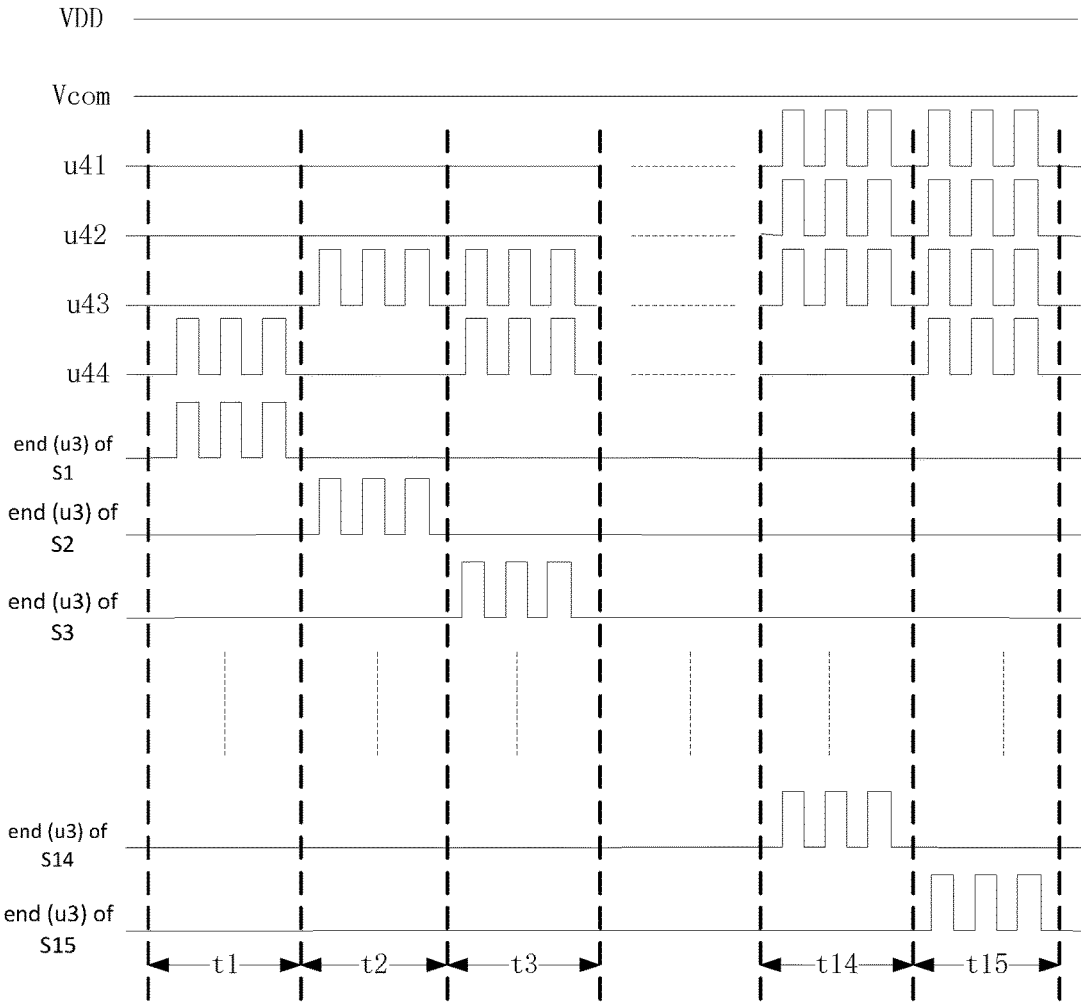 VDD
Vcom
u41
u42
u43
u44
end (u3) of
S1
end (u3) of
S2
end (u3) of
S3
end (u3) of
S14
end (u3) of
S15
t1 t2 t3 t14 t15